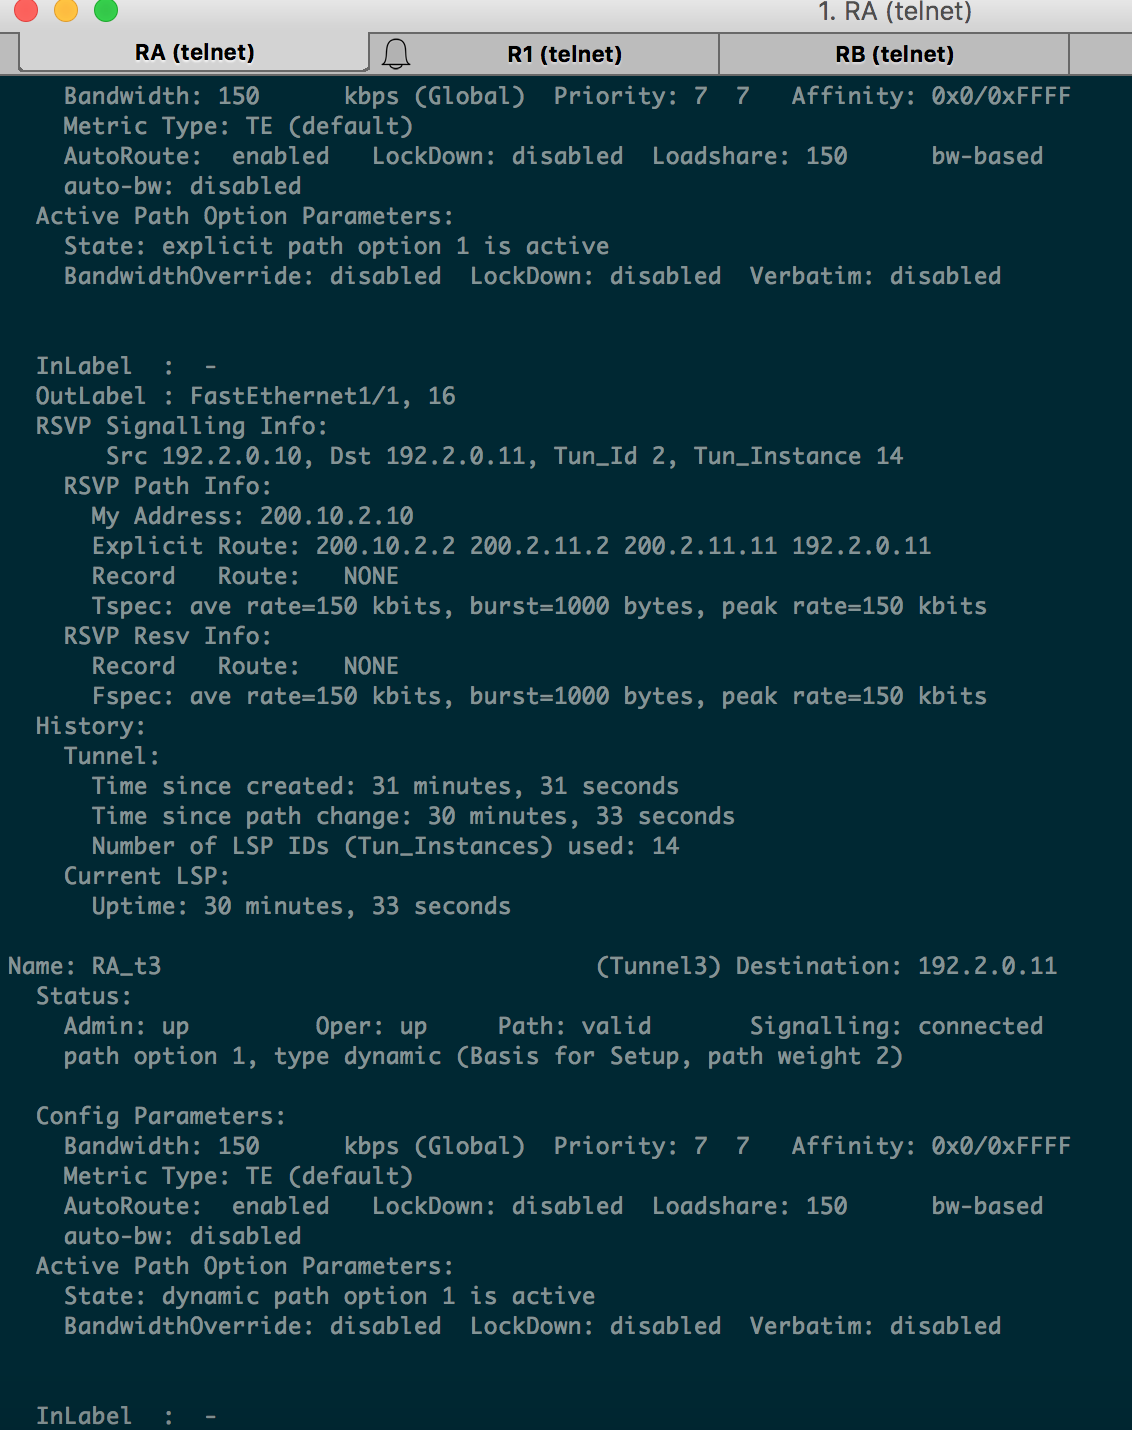 1. RA (telnet)
RA (telnet) R1 (telnet) RB (telnet)
Bandwidth: 150      kbps (Global)  Priority: 7  7   Affinity: 0x0/0xFFFF
Metric Type: TE (default)
AutoRoute:  enabled   LockDown: disabled  Loadshare: 150      bw-based
auto-bw: disabled
Active Path Option Parameters:
State: explicit path option 1 is active
BandwidthOverride: disabled  LockDown: disabled  Verbatim: disabled
InLabel  :  -
OutLabel : FastEthernet1/1, 16
RSVP Signalling Info:
Src 192.2.0.10, Dst 192.2.0.11, Tun_Id 2, Tun_Instance 14
RSVP Path Info:
My Address: 200.10.2.10
Explicit Route: 200.10.2.2 200.2.11.2 200.2.11.11 192.2.0.11
Record   Route:   NONE
Tspec: ave rate=150 kbits, burst=1000 bytes, peak rate=150 kbits
RSVP Resv Info:
Record   Route:   NONE
Fspec: ave rate=150 kbits, burst=1000 bytes, peak rate=150 kbits
History:
Tunnel:
Time since created: 31 minutes, 31 seconds
Time since path change: 30 minutes, 33 seconds
Number of LSP IDs (Tun_Instances) used: 14
Current LSP:
Uptime: 30 minutes, 33 seconds
Name: RA_t3                               (Tunnel3) Destination: 192.2.0.11
Status:
Admin: up         Oper: up     Path: valid       Signalling: connected
path option 1, type dynamic (Basis for Setup, path weight 2)
Config Parameters:
Bandwidth: 150      kbps (Global)  Priority: 7  7   Affinity: 0x0/0xFFFF
Metric Type: TE (default)
AutoRoute:  enabled   LockDown: disabled  Loadshare: 150      bw-based
auto-bw: disabled
Active Path Option Parameters:
State: dynamic path option 1 is active
BandwidthOverride: disabled  LockDown: disabled  Verbatim: disabled
InLabel  :  -